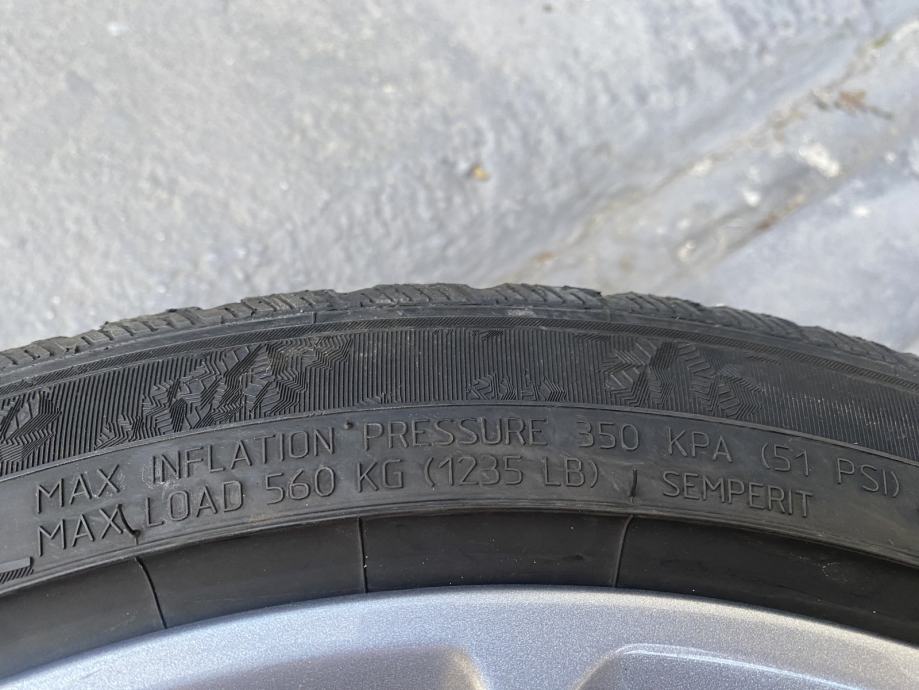 MAX INFLATION PRESSURE 350 KPA (51 PSI)
MAX LOAD 560 KG (1235 LB) SEMPERIT